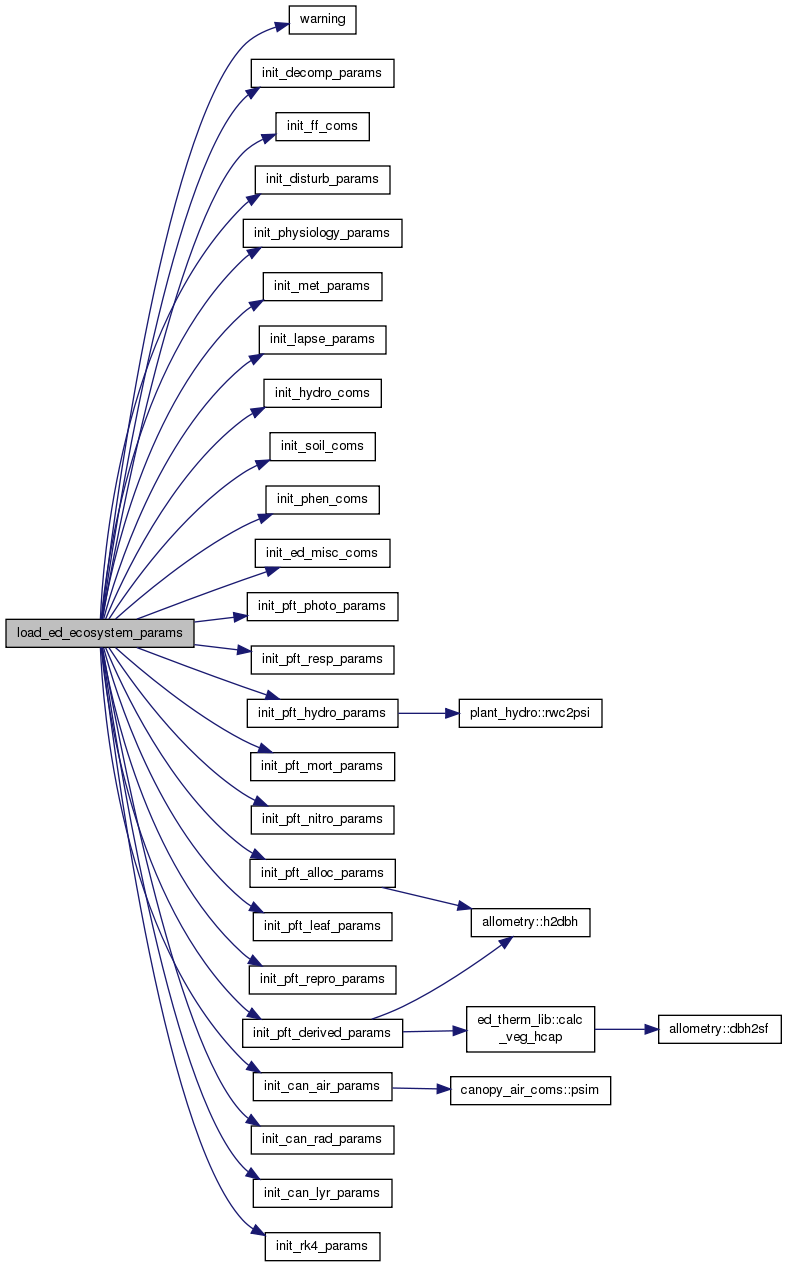 warning
init_decomp_params
init_ff_coms
init_disturb_params
init_physiology_params
init_met_params
init_lapse_params
init_hydro_coms
init_soil_coms
init_phen_coms
init_ed_misc_coms
init_pft_photo_params
load_ed_ecosystem_params
init_pft_resp_params
init_pft_hydro_params
plant_hydro::rwc2psi
init_pft_mort_params
init_pft_nitro_params
init_pft_alloc_params
allometry::h2dbh
init_pft_leaf_params
init_pft_repro_params
init_pft_derived_params
ed_therm_lib::calc
_veg_hcap
allometry::dbh2sf
init_can_air_params
canopy_air_coms::psim
init_can_rad_params
init_can_lyr_params
init_rk4_params